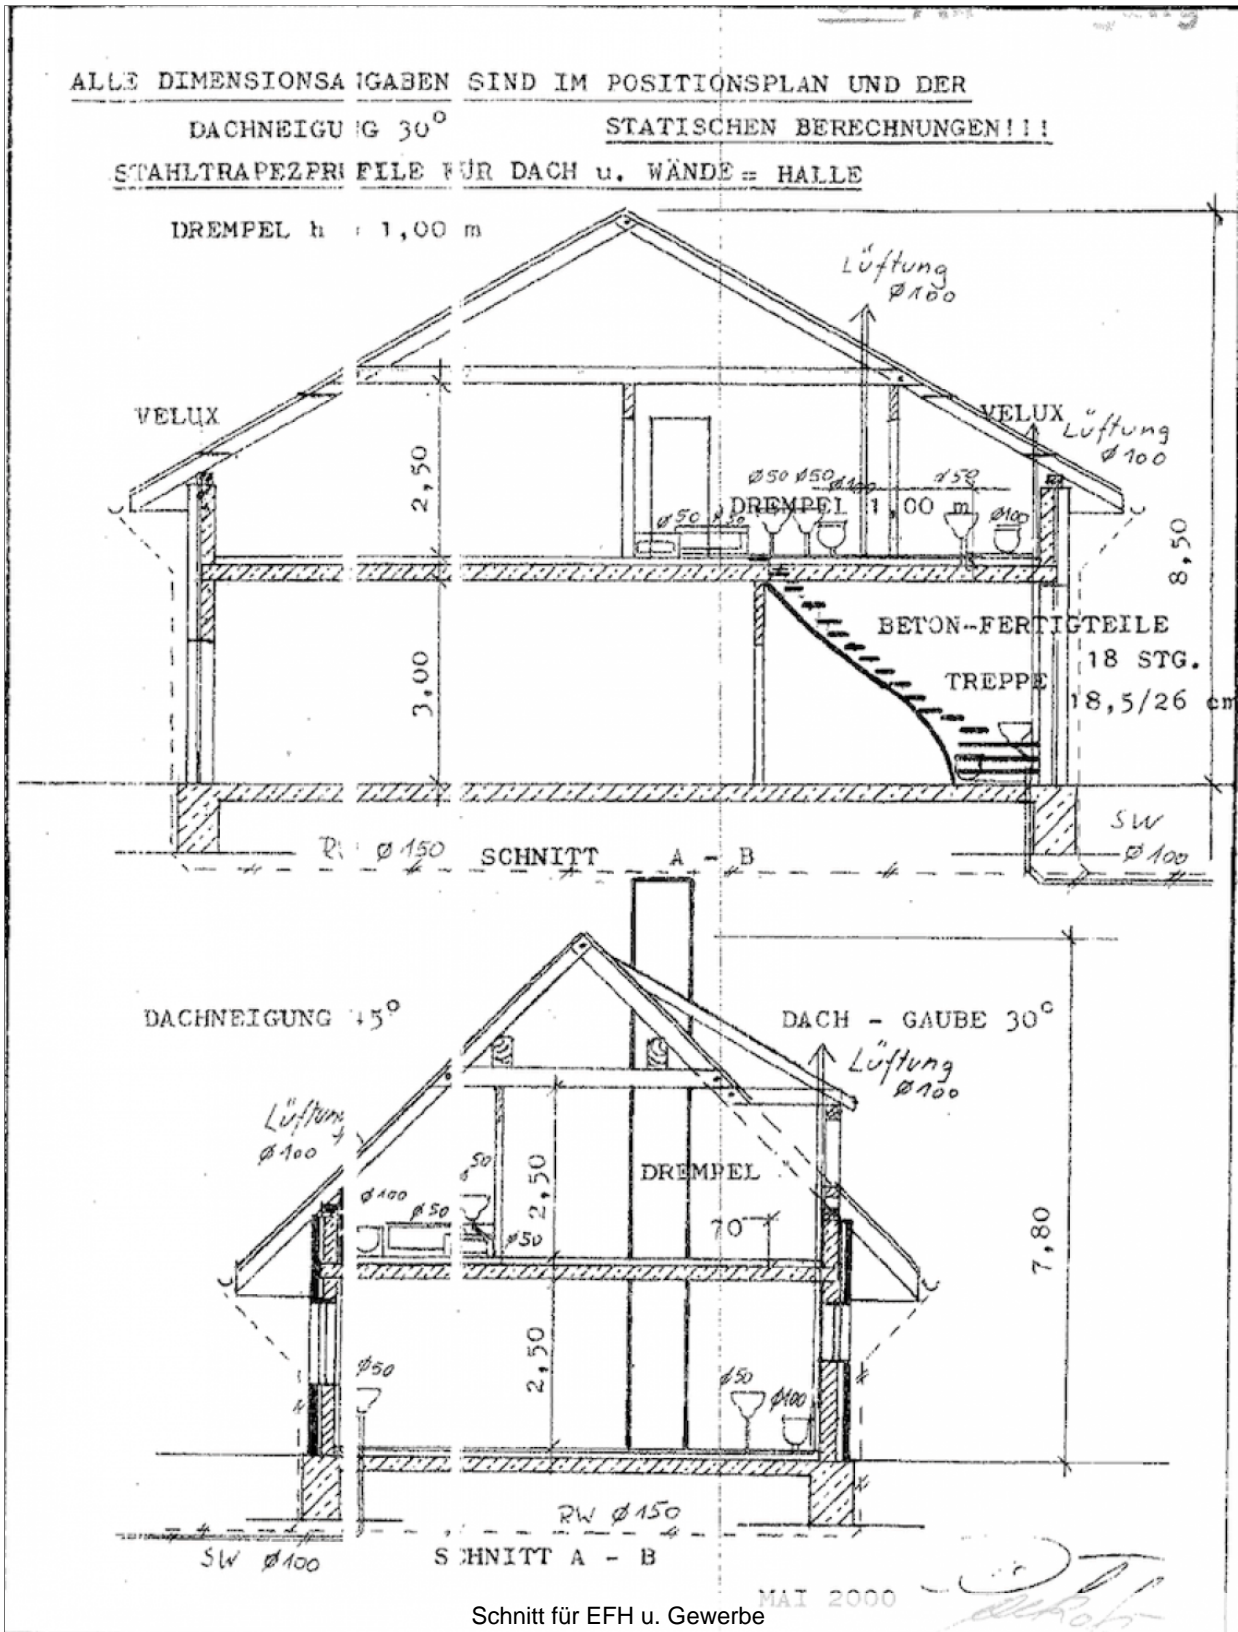 ALLE DIMENSIONSANGABEN SIND IM POSITIONSPLAN UND DER
DACHNEIGUNG 30° STATISCHEN BERECHNUNGEN!!!
STAHLTRAPEZPROFILE FÜR DACH u. WÄNDE = HALLE
DREMPEL h = 1,00 m
Lüftung
Ø100
VELUX
VELUX
Lüftung
Ø100
2,50
Ø50 Ø50 Ø100 Ø50
DREMPEL 1,00 m
Ø50 Ø50 Ø100
8,50
BETON-FERTIGTEILE
18 STG.
TREPPE
18,5/26 cm
3,00
SW
Ø100
RW Ø150
SCHNITT A - B
DACHNEIGUNG 45°
DACH - GAUBE 30°
Lüftung
Ø100
Lüftung
Ø100
Ø50
DREMPEL
Ø100 Ø50
2,50
70
Ø50
7,80
2,50
Ø50
Ø50 Ø100
RW Ø150
SW Ø100
SCHNITT A - B
MAI 2000
Schnitt für EFH u. Gewerbe